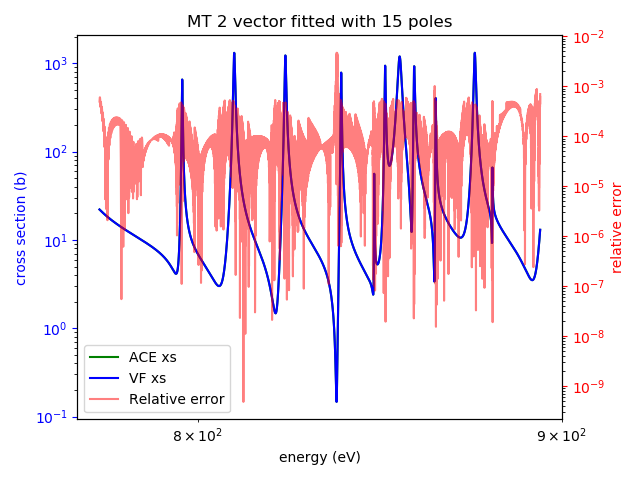 MT 2 vector fitted with 15 poles
cross section (b)
10³
10²
10¹
10⁰
10⁻¹
10⁻²
10⁻³
10⁻⁴
10⁻⁵
10⁻⁶
10⁻⁷
10⁻⁸
10⁻⁹
relative error
ACE xs
VF xs
Relative error
8 × 10²
9 × 10²
energy (eV)